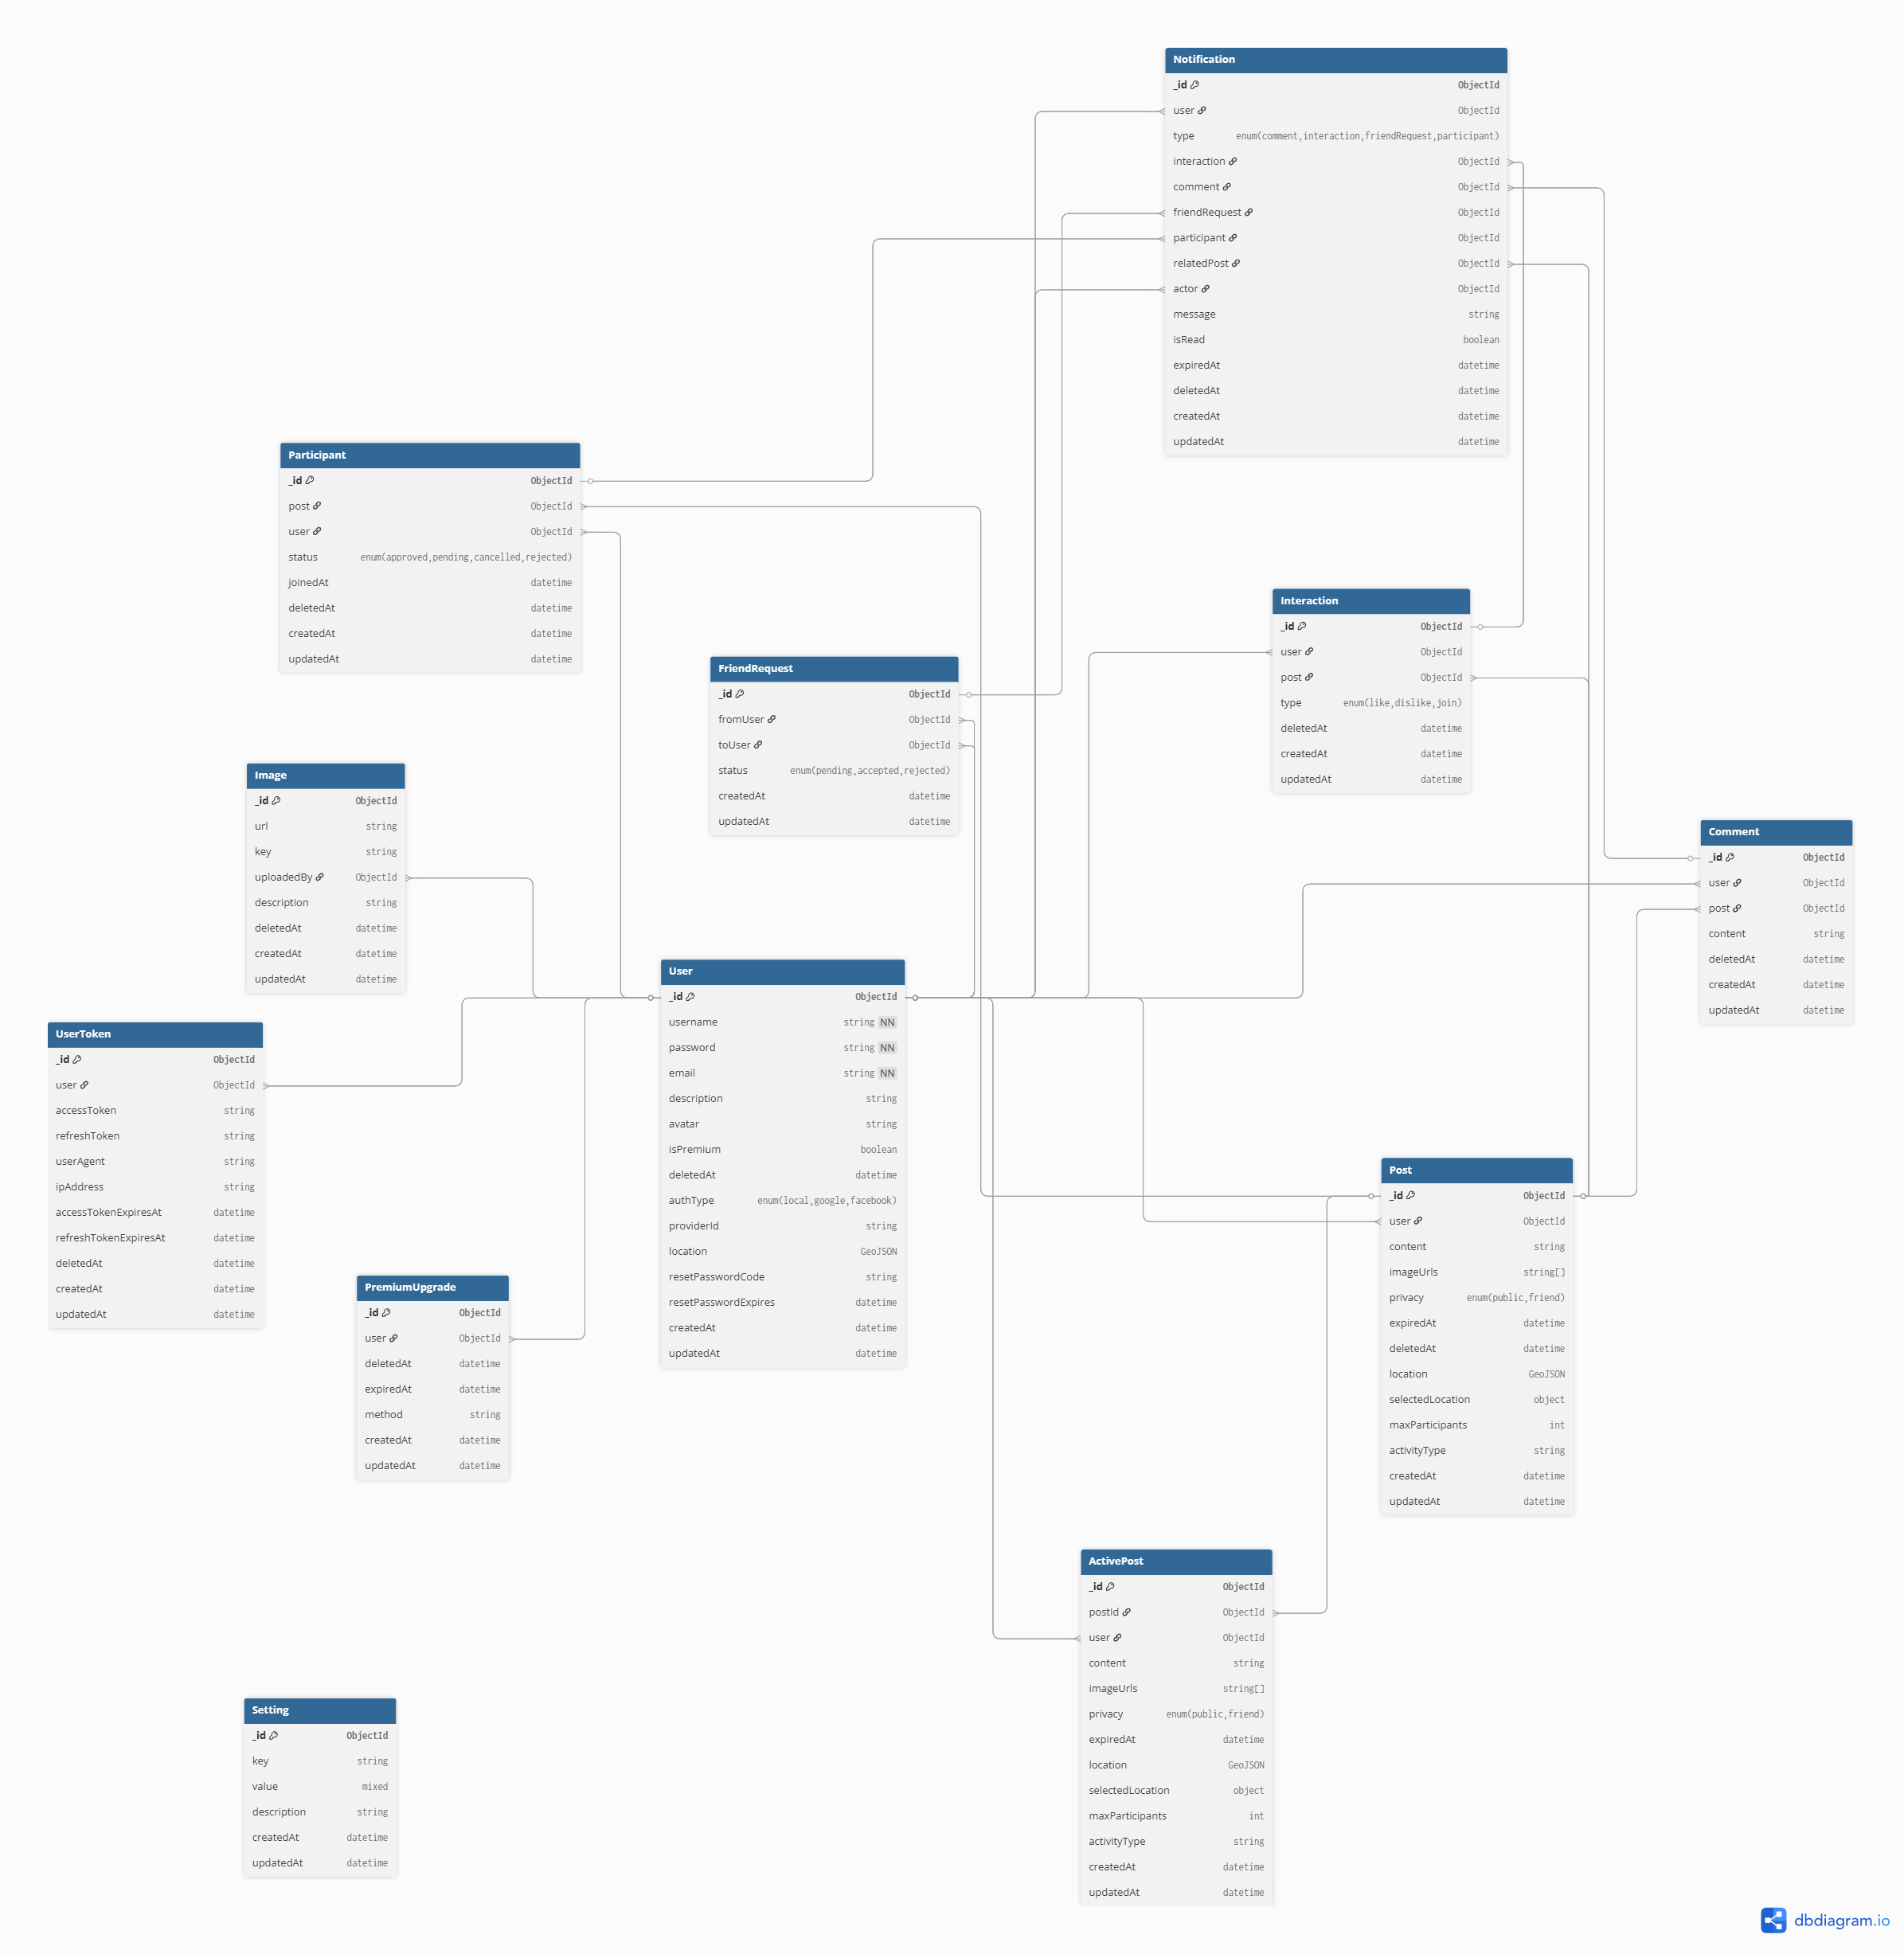 Notification
_id ObjectId
user ObjectId
type enum(comment,interaction,friendRequest,participant)
interaction ObjectId
comment ObjectId
friendRequest ObjectId
participant ObjectId
relatedPost ObjectId
actor ObjectId
message string
isRead boolean
expiredAt datetime
deletedAt datetime
createdAt datetime
updatedAt datetime
Participant
_id ObjectId
post ObjectId
user ObjectId
status enum(approved,pending,cancelled,rejected)
joinedAt datetime
deletedAt datetime
createdAt datetime
updatedAt datetime
Interaction
_id ObjectId
user ObjectId
post ObjectId
type enum(like,dislike,join)
deletedAt datetime
createdAt datetime
updatedAt datetime
FriendRequest
_id ObjectId
fromUser ObjectId
toUser ObjectId
status enum(pending,accepted,rejected)
createdAt datetime
updatedAt datetime
Image
_id ObjectId
url string
key string
uploadedBy ObjectId
description string
deletedAt datetime
createdAt datetime
updatedAt datetime
Comment
_id ObjectId
user ObjectId
post ObjectId
content string
deletedAt datetime
createdAt datetime
updatedAt datetime
User
_id ObjectId
username string NN
password string NN
email string NN
description string
avatar string
isPremium boolean
deletedAt datetime
authType enum(local,google,facebook)
providerId string
location GeoJSON
resetPasswordCode string
resetPasswordExpires datetime
createdAt datetime
updatedAt datetime
UserToken
_id ObjectId
user ObjectId
accessToken string
refreshToken string
userAgent string
ipAddress string
accessTokenExpiresAt datetime
refreshTokenExpiresAt datetime
deletedAt datetime
createdAt datetime
updatedAt datetime
Post
_id ObjectId
user ObjectId
content string
imageUrls string[]
privacy enum(public,friend)
expiredAt datetime
deletedAt datetime
location GeoJSON
selectedLocation object
maxParticipants int
activityType string
createdAt datetime
updatedAt datetime
PremiumUpgrade
_id ObjectId
user ObjectId
deletedAt datetime
expiredAt datetime
method string
createdAt datetime
updatedAt datetime
ActivePost
_id ObjectId
postId ObjectId
user ObjectId
content string
imageUrls string[]
privacy enum(public,friend)
expiredAt datetime
location GeoJSON
selectedLocation object
maxParticipants int
activityType string
createdAt datetime
updatedAt datetime
Setting
_id ObjectId
key string
value mixed
description string
createdAt datetime
updatedAt datetime
dbdiagram.io